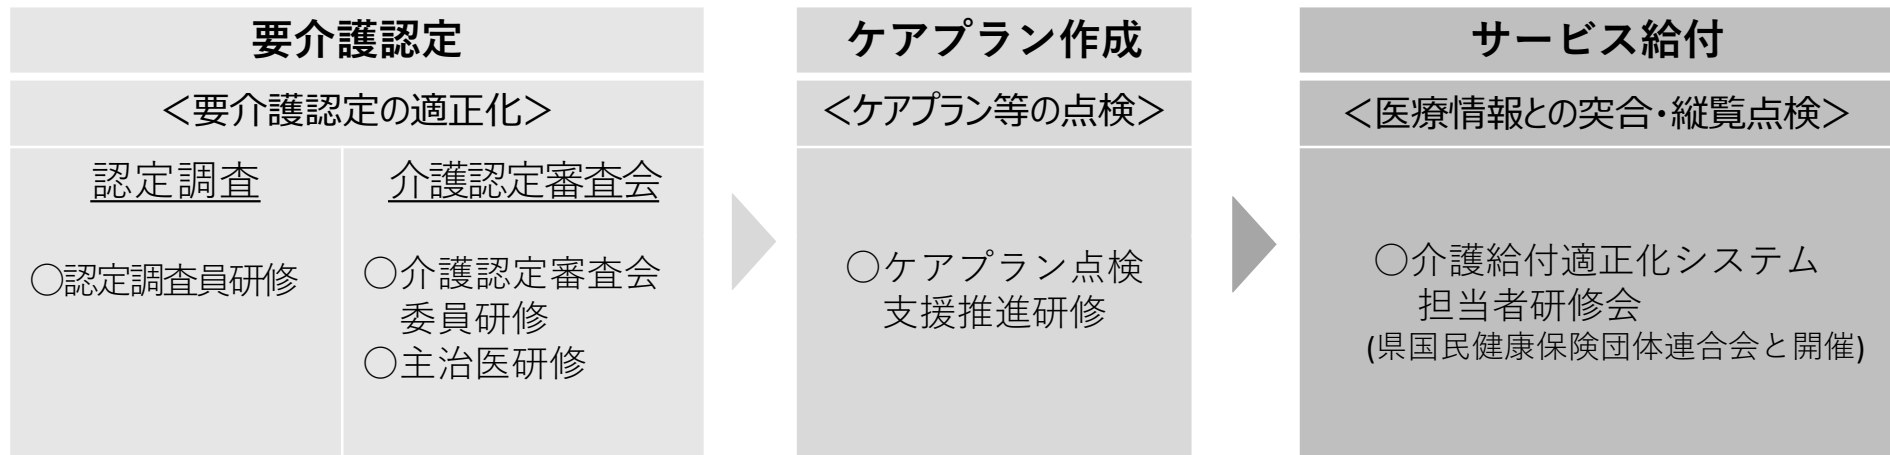 要介護認定
<要介護認定の適正化>
認定調査
○認定調査員研修
介護認定審査会
○介護認定審査会
委員研修
○主治医研修
ケアプラン作成
<ケアプラン等の点検>
○ケアプラン点検
支援推進研修
サービス給付
<医療情報との突合・縦覧点検>
○介護給付適正化システム
担当者研修会
(県国民健康保険団体連合会と開催)